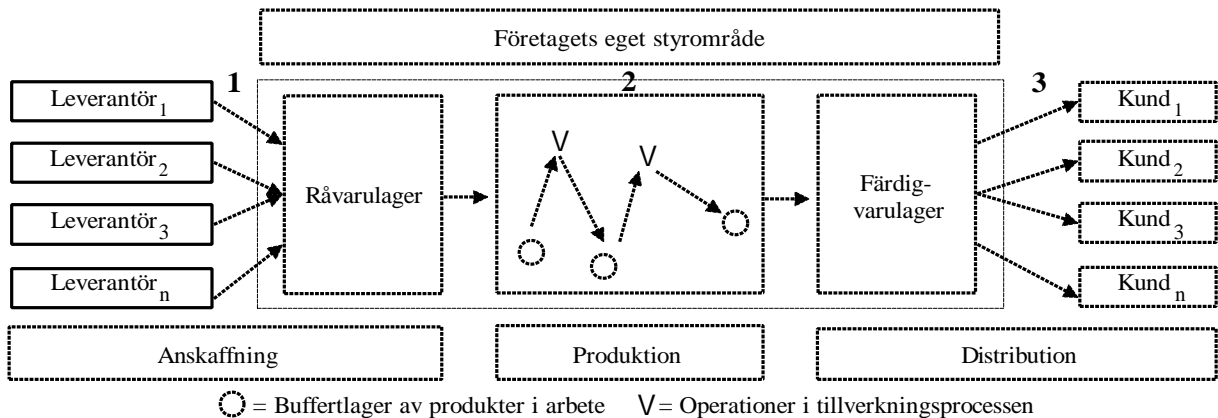 Företagets eget styrområde
1
2
3
Leverantör1
Leverantör2
Leverantör3
Leverantörn
Råvarulager
V
V
Färdig-
varulager
Kund1
Kund2
Kund3
Kundn
Anskaffning
Produktion
Distribution
= Buffertlager av produkter i arbete V= Operationer i tillverkningsprocessen